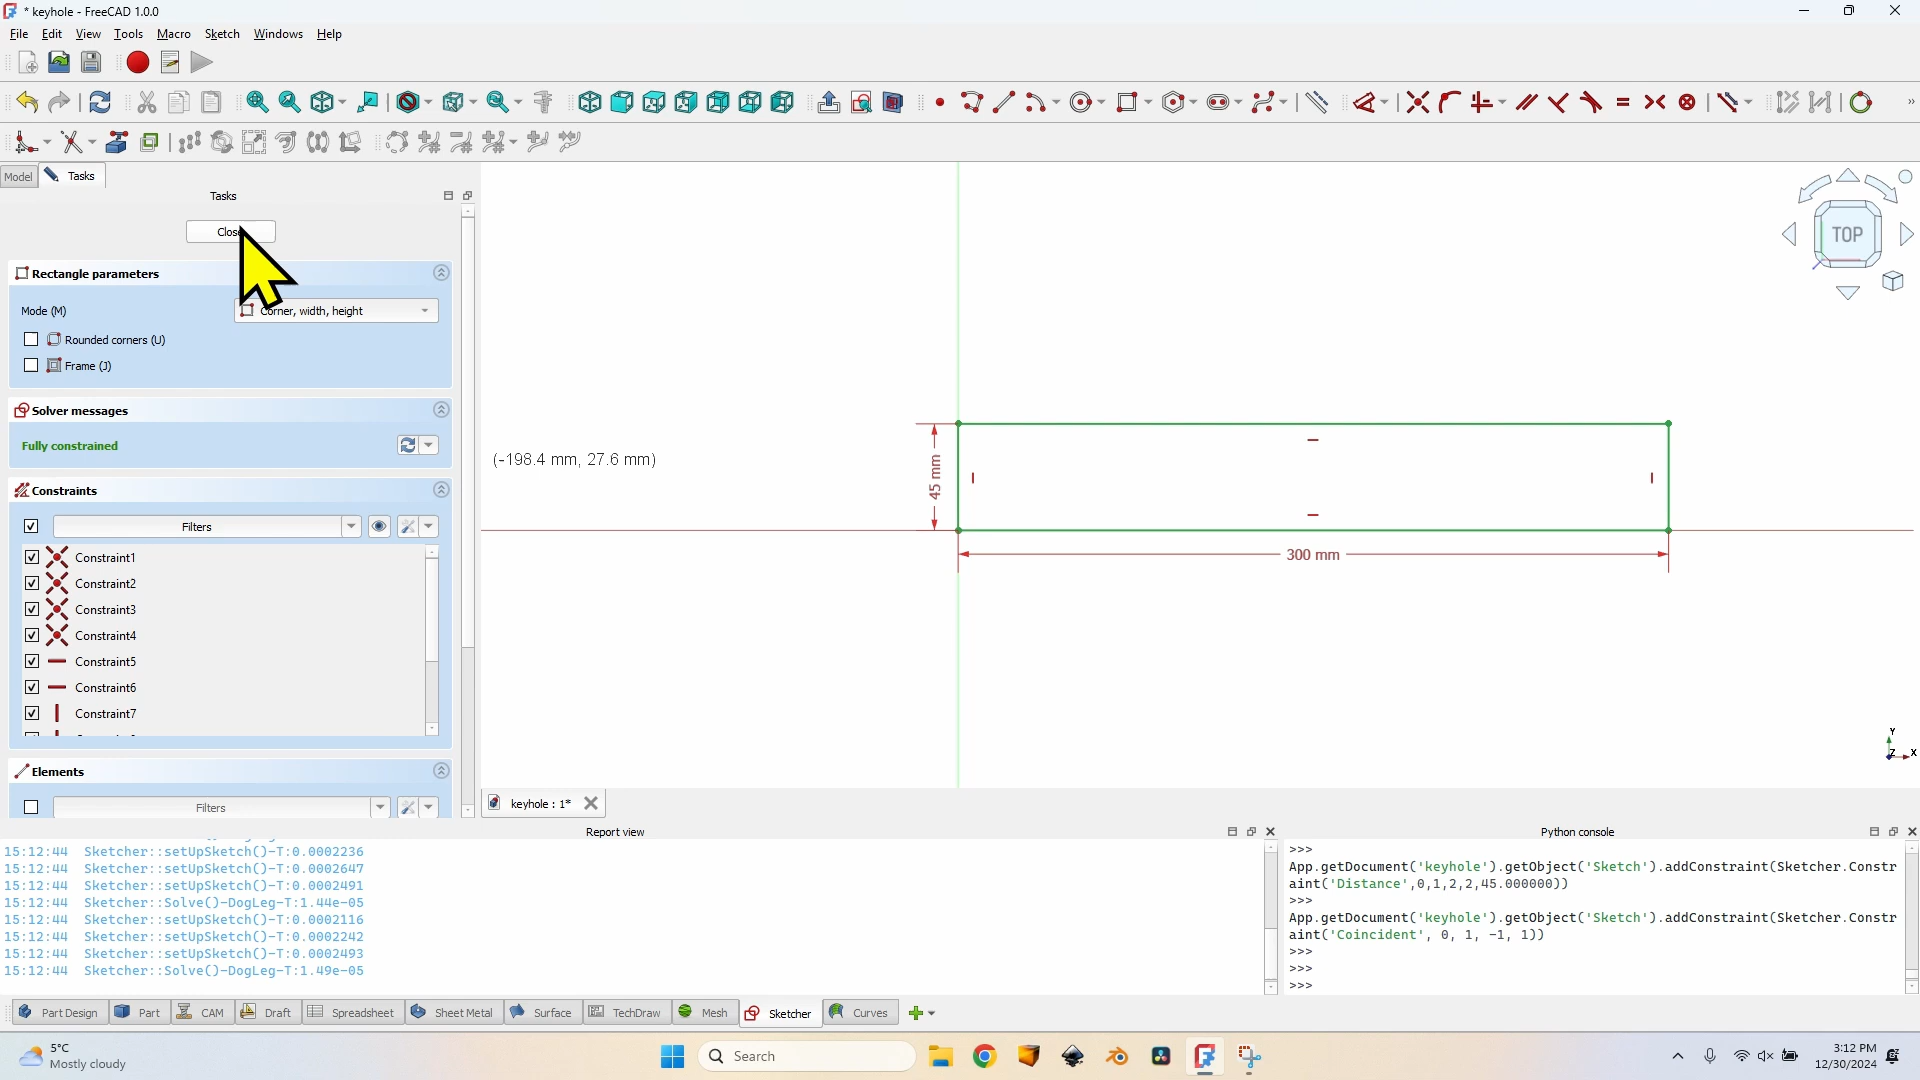 * keyhole - FreeCAD 1.0.0
File Edit View Tools Macro Sketch Windows Help
Model Tasks
Tasks
Close
Rectangle parameters
Mode (M) Corner, width, height
Rounded corners (U)
Frame (J)
Solver messages
Fully constrained
Constraints
Filters
Constraint1
Constraint2
Constraint3
Constraint4
Constraint5
Constraint6
Constraint7
Elements
Filters
(-198.4 mm, 27.6 mm)
45 mm
300 mm
TOP
Y
Z X
keyhole : 1*
Report view
15:12:44 Sketcher::setUpSketch()-T:0.0002236
15:12:44 Sketcher::setUpSketch()-T:0.0002647
15:12:44 Sketcher::setUpSketch()-T:0.0002491
15:12:44 Sketcher::Solve()-DogLeg-T:1.44e-05
15:12:44 Sketcher::setUpSketch()-T:0.0002116
15:12:44 Sketcher::setUpSketch()-T:0.0002242
15:12:44 Sketcher::setUpSketch()-T:0.0002493
15:12:44 Sketcher::Solve()-DogLeg-T:1.49e-05
Python console
>>>
App.getDocument('keyhole').getObject('Sketch').addConstraint(Sketcher.Constr
aint('Distance',0,1,2,2,45.000000))
>>>
App.getDocument('keyhole').getObject('Sketch').addConstraint(Sketcher.Constr
aint('Coincident', 0, 1, -1, 1))
>>>
>>>
>>>
Part Design Part CAM Draft Spreadsheet Sheet Metal Surface TechDraw Mesh Sketcher Curves
5°C
Mostly cloudy
Search
3:12 PM
12/30/2024